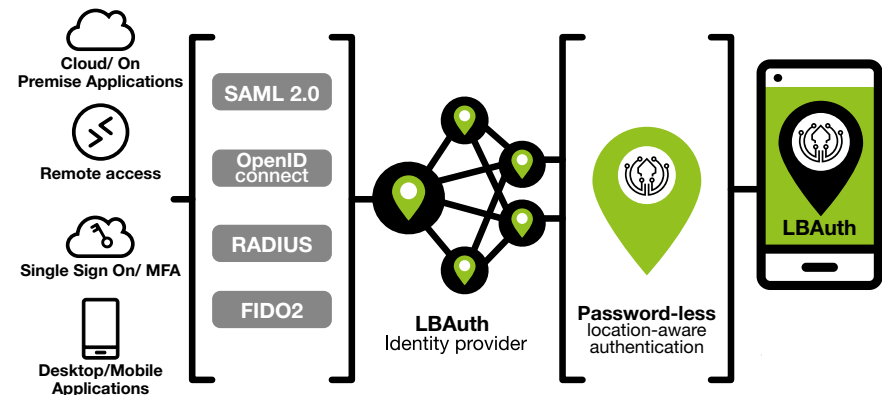 Cloud/ On
Premise Applications
Remote access
Single Sign On/ MFA
Desktop/Mobile
Applications
SAML 2.0
OpenID
connect
RADIUS
FIDO2
LBAuth
Identity provider
Password-less
location-aware
authentication
LBAuth